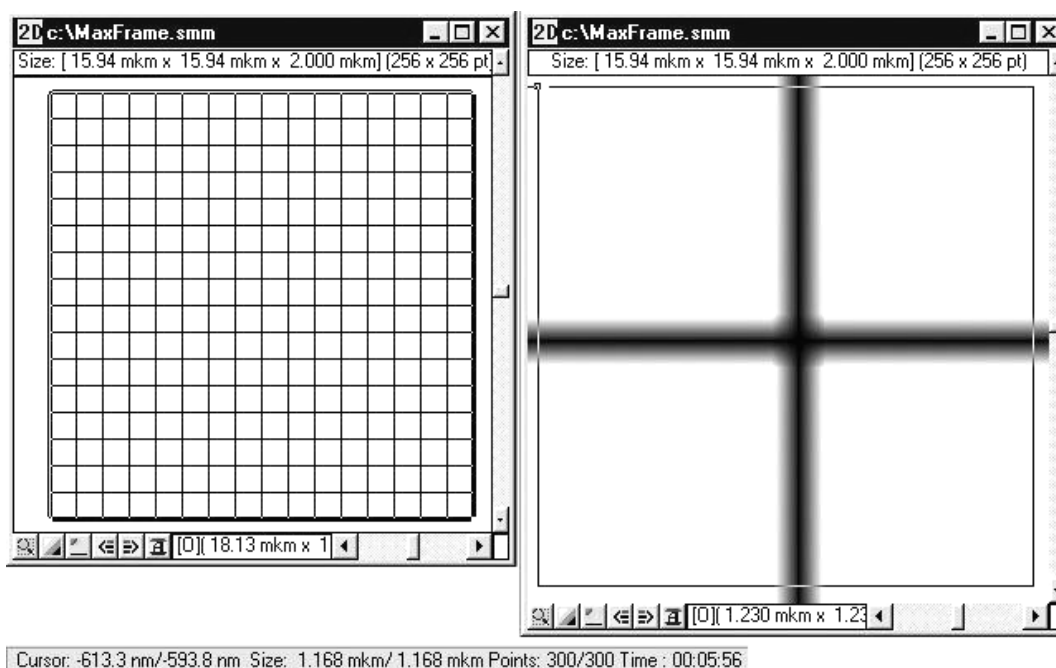 2D c:\MaxFrame.smm
Size: [ 15.94 mkm x 15.94 mkm x 2.000 mkm] (256 x 256 pt)
[O]( 18.13 mkm x 1
2D c:\MaxFrame.smm
Size: [ 15.94 mkm x 15.94 mkm x 2.000 mkm] (256 x 256 pt)
[O]( 1.230 mkm x 1.23
Cursor: -613.3 nm/-593.8 nm Size: 1.168 mkm/ 1.168 mkm Points: 300/300 Time : 00:05:56